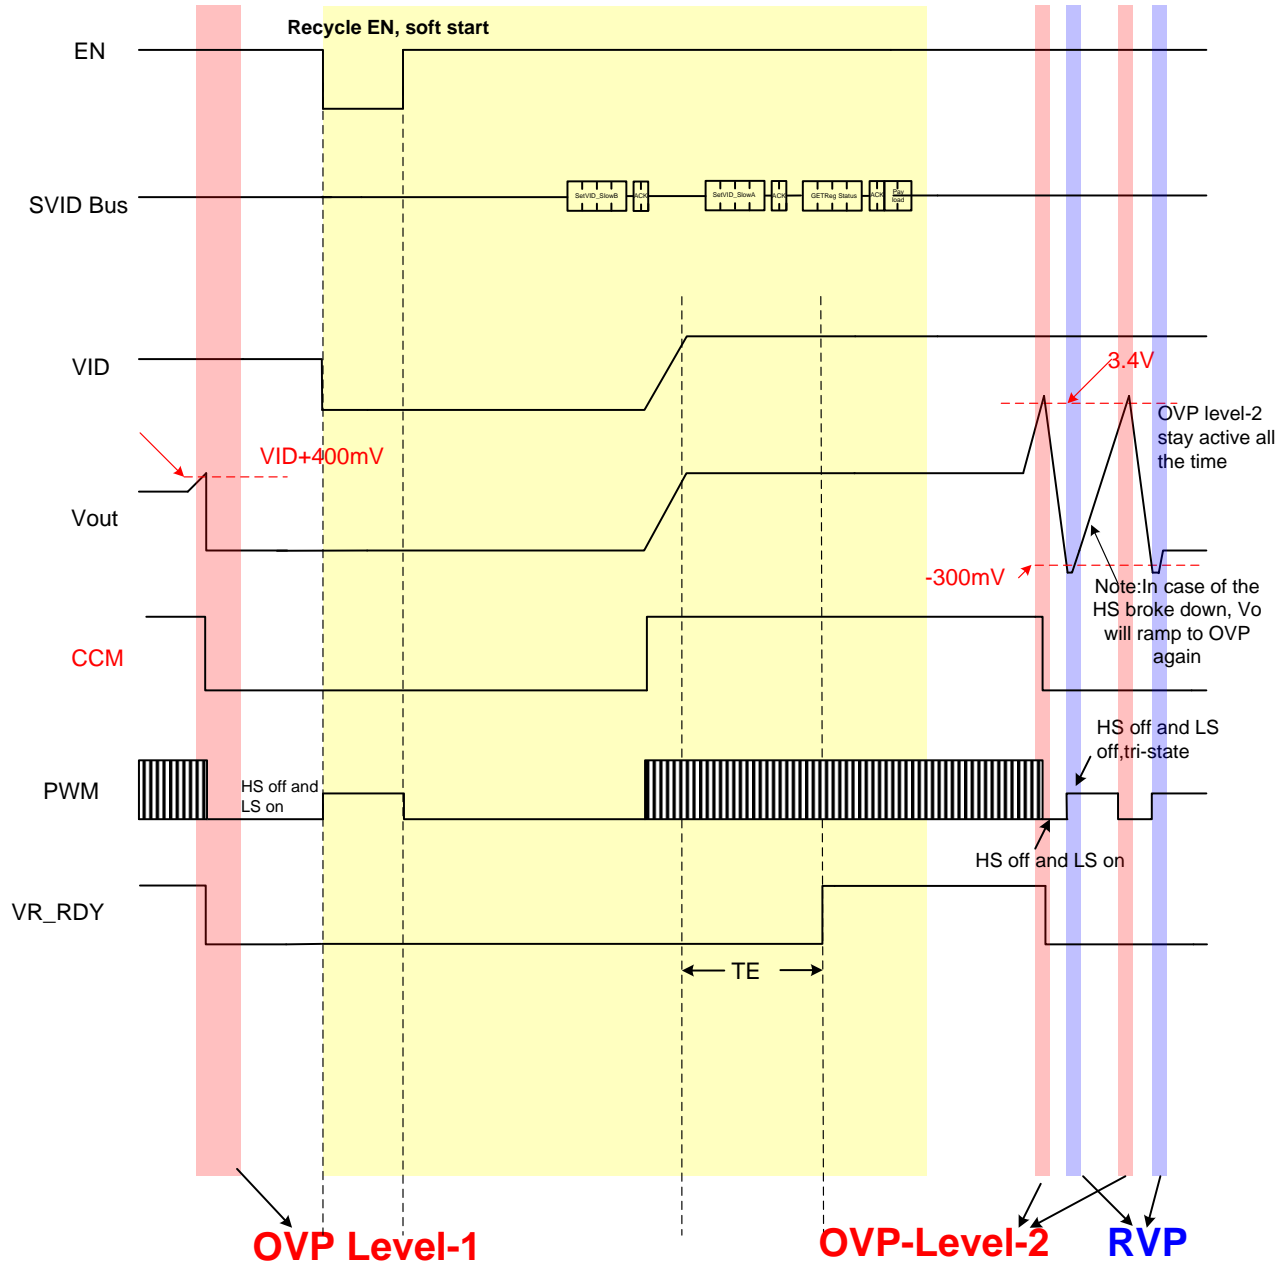 Recycle EN, soft start
EN
SVID Bus
SetVID_SlowB
ACK
SetVID_SlowA
ACK
GETReg Status
ACK
Pay
load
VID
3.4V
OVP level-2
stay active all
the time
VID+400mV
Vout
-300mV
Note:In case of the
HS broke down, Vo
will ramp to OVP
again
CCM
HS off and LS
off,tri-state
PWM
HS off and
LS on
HS off and LS on
VR_RDY
TE
OVP Level-1
OVP-Level-2
RVP